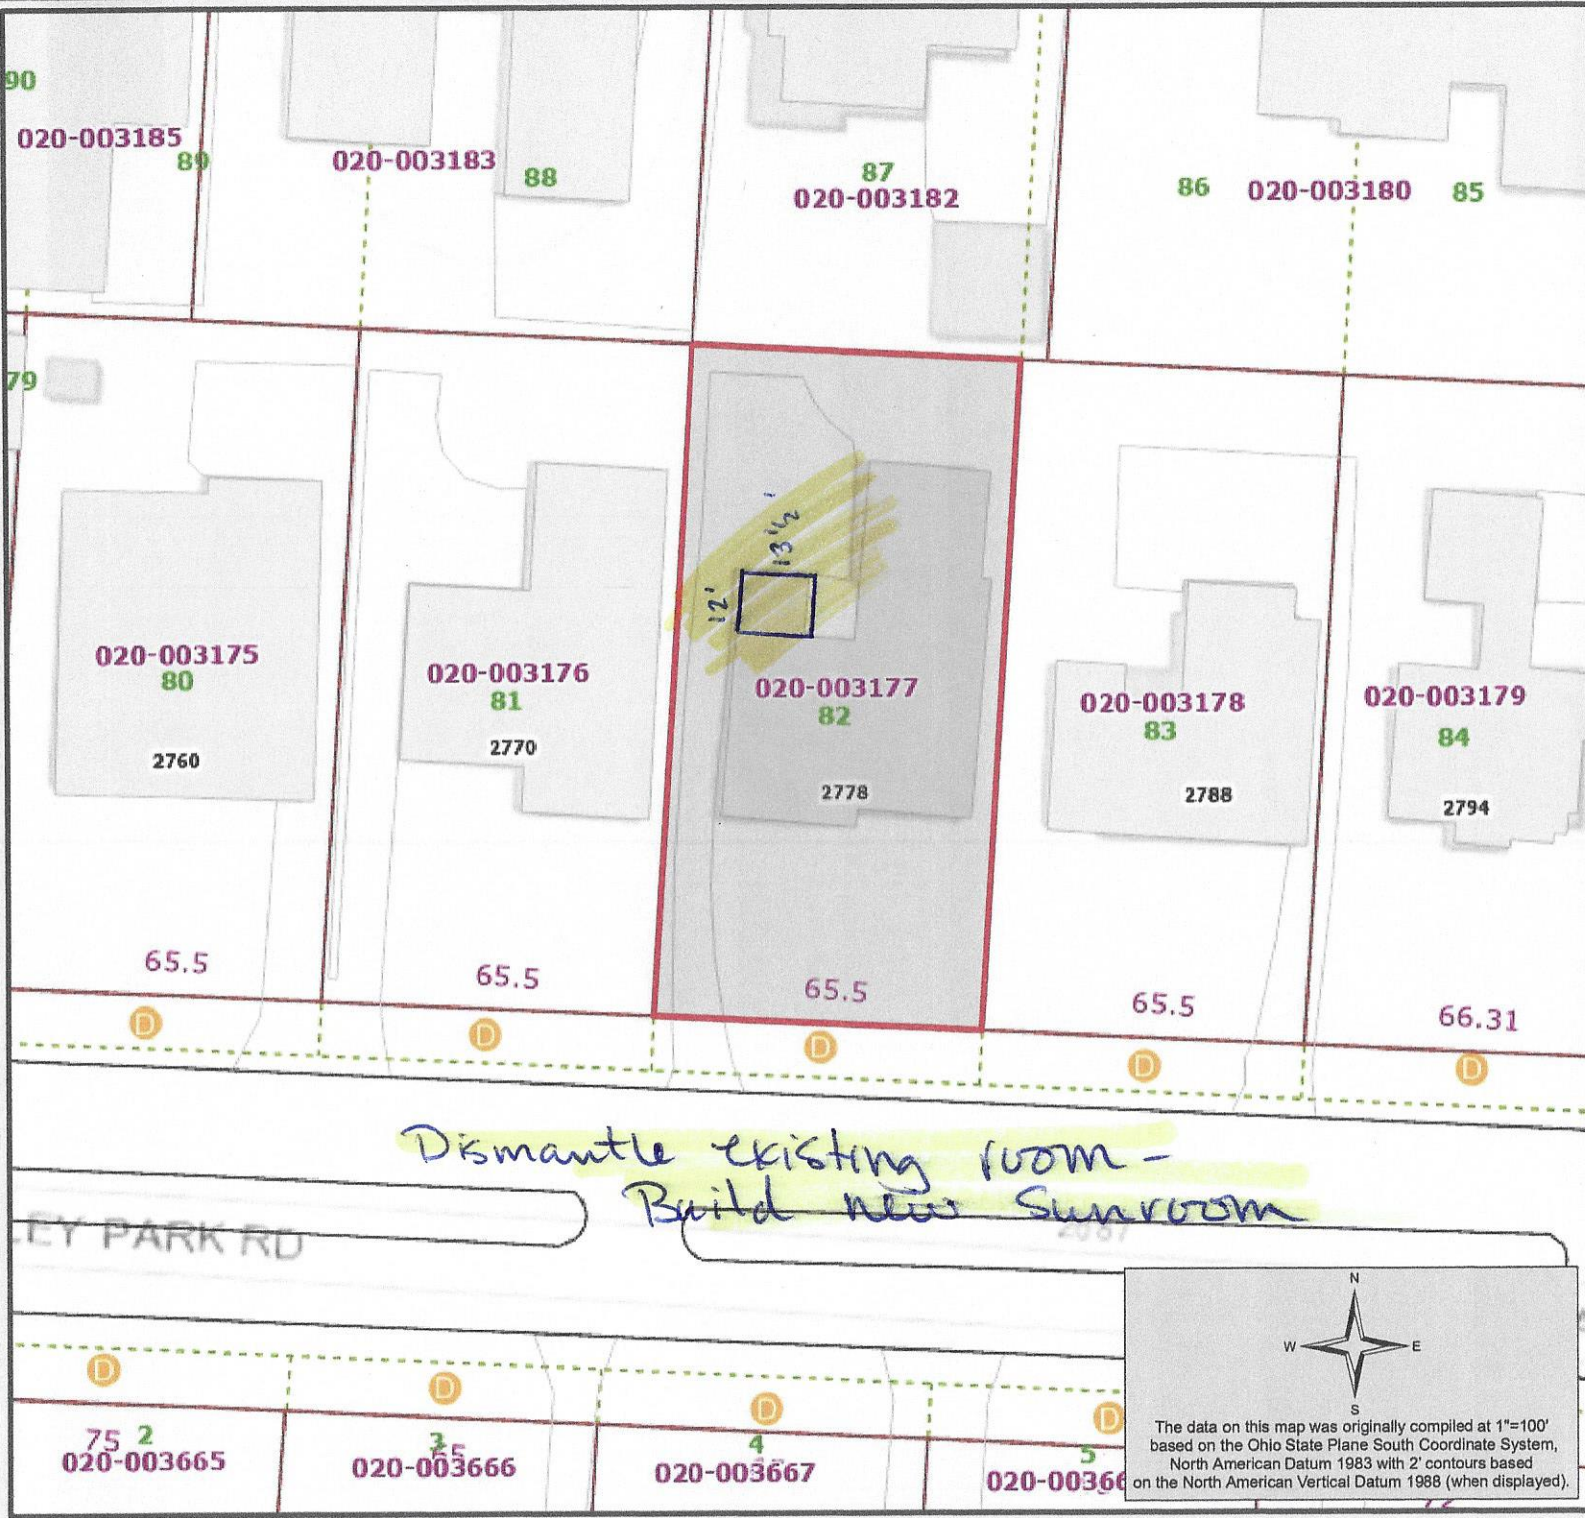 90
020-003185
89
020-003183
88
87
020-003182
86
020-003180
85
79
13 1/2'
12'
020-003175
80
2760
020-003176
81
2770
020-003177
82
2778
020-003178
83
2788
020-003179
84
2794
65.5
65.5
65.5
65.5
66.31
D
D
D
D
D
Dismantle existing room -
Build new Sunroom
LEY PARK RD
D
D
D
D
75 2
020-003665
3
020-003666
4
020-003667
5
020-00366
N
W E
S
The data on this map was originally compiled at 1"=100'
based on the Ohio State Plane South Coordinate System,
North American Datum 1983 with 2' contours based
on the North American Vertical Datum 1988 (when displayed).